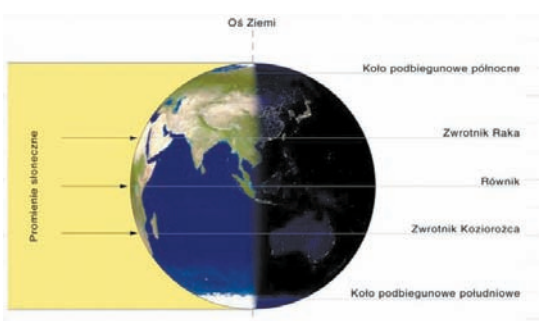 Oś Ziemi
Koło podbiegunowe północne
Zwrotnik Raka
Promienie słoneczne
Równik
Zwrotnik Koziorożca
Koło podbiegunowe południowe